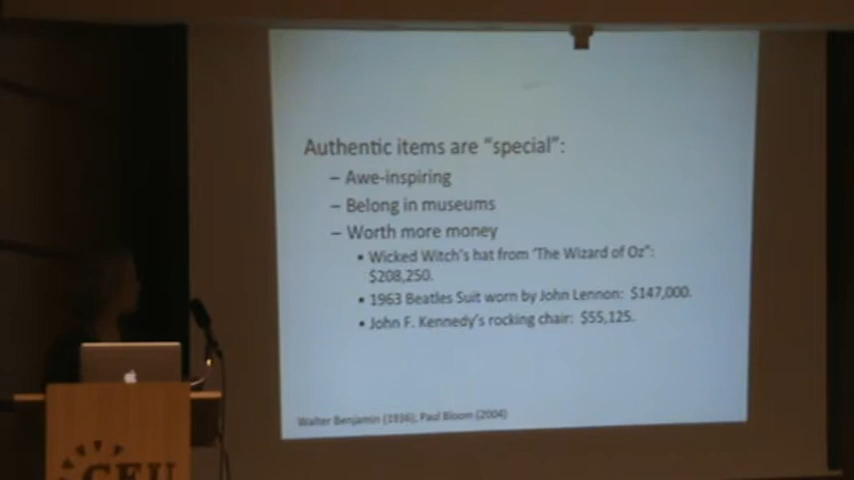 Authentic items are “special”:
– Awe-inspiring
– Belong in museums
– Worth more money
• Wicked Witch's hat from 'The Wizard of Oz":
$208,250.
• 1963 Beatles Suit worn by John Lennon: $147,000.
• John F. Kennedy's rocking chair: $55,125.
Walter Benjamin (1936); Paul Bloom (2004)
CEU